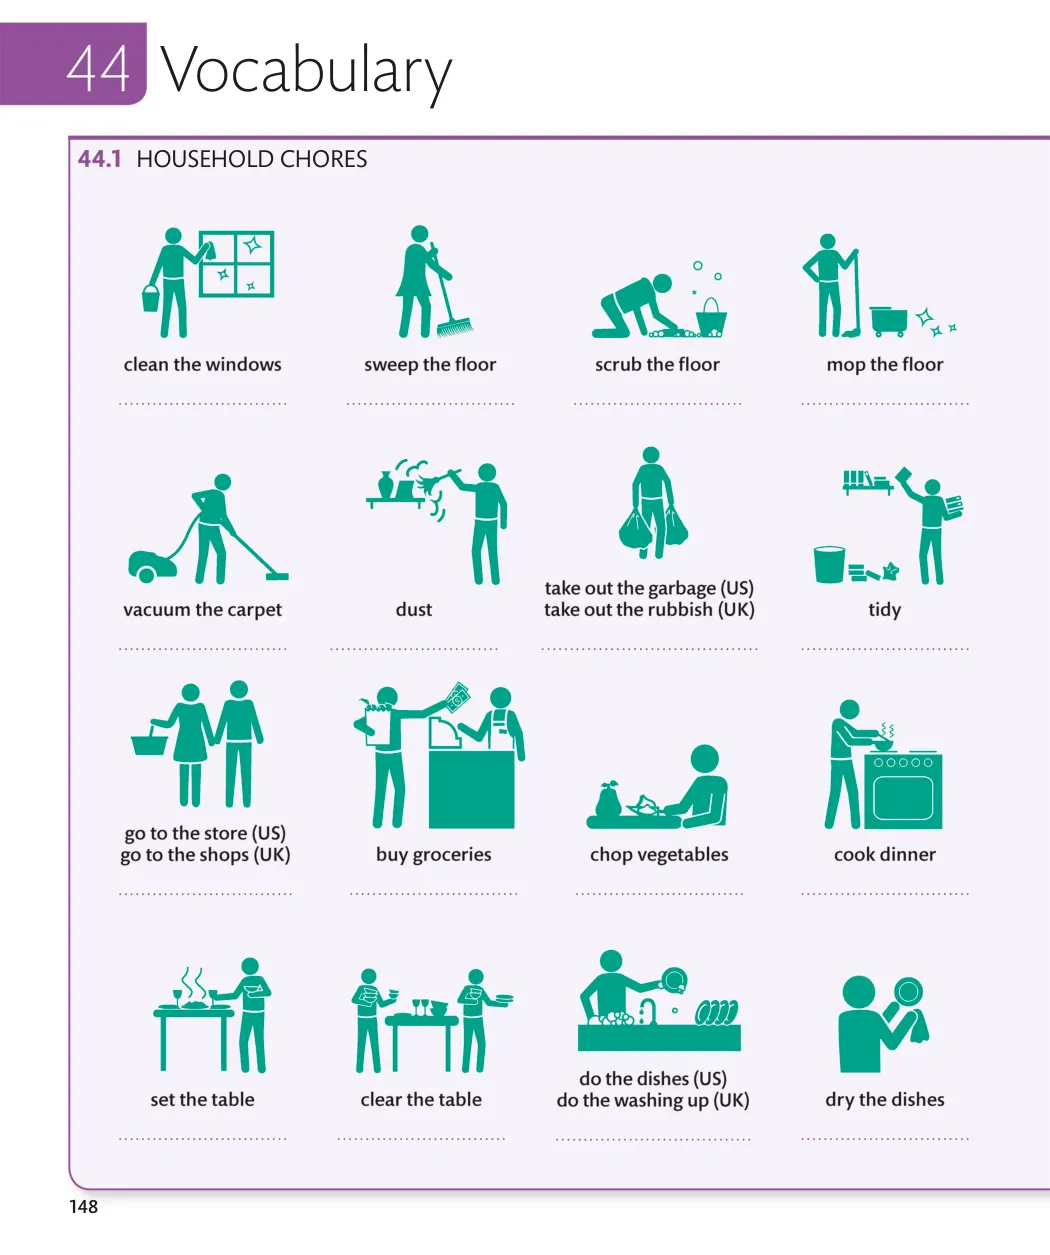 44 Vocabulary
44.1 HOUSEHOLD CHORES
clean the windows
sweep the floor
scrub the floor
mop the floor
vacuum the carpet
dust
take out the garbage (US)
take out the rubbish (UK)
tidy
go to the store (US)
go to the shops (UK)
buy groceries
chop vegetables
cook dinner
set the table
clear the table
do the dishes (US)
do the washing up (UK)
dry the dishes
148